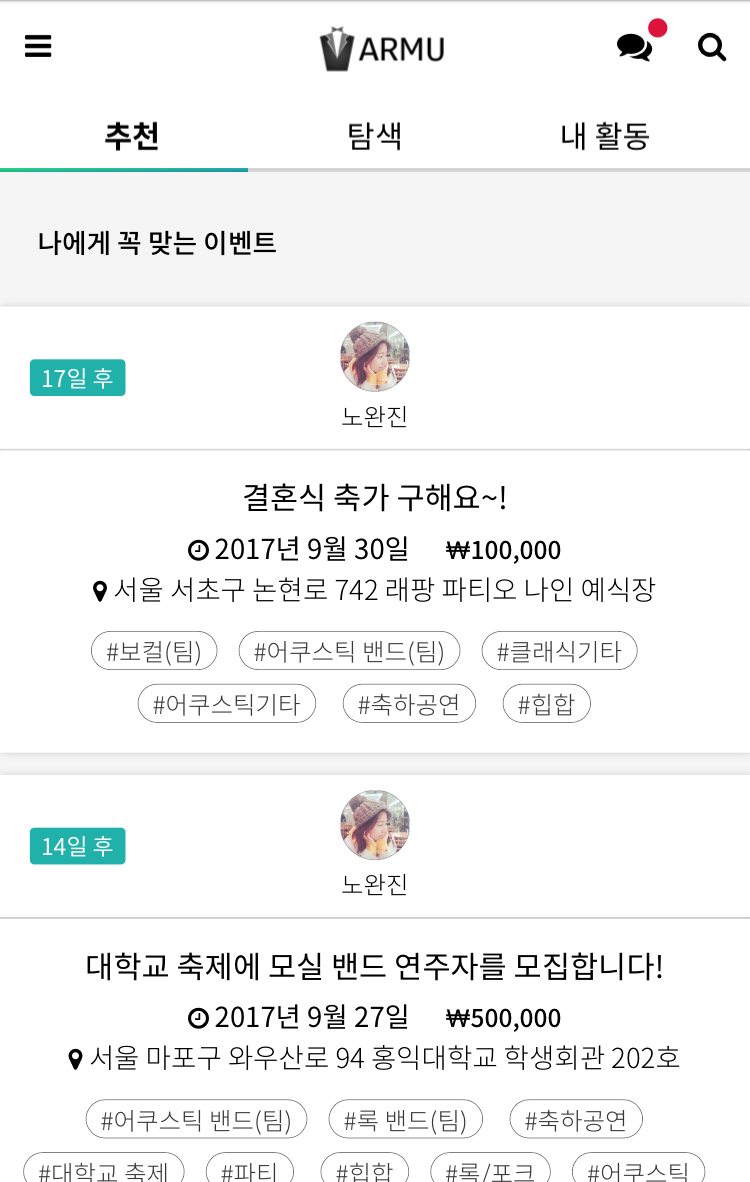 ARMU
추천 탐색 내 활동
나에게 꼭 맞는 이벤트
17일 후
노완진
결혼식 축가 구해요~!
2017년 9월 30일 ₩100,000
서울 서초구 논현로 742 래팡 파티오 나인 예식장
#보컬(팀) #어쿠스틱 밴드(팀) #클래식기타
#어쿠스틱기타 #축하공연 #힙합
14일 후
노완진
대학교 축제에 모실 밴드 연주자를 모집합니다!
2017년 9월 27일 ₩500,000
서울 마포구 와우산로 94 홍익대학교 학생회관 202호
#어쿠스틱 밴드(팀) #록 밴드(팀) #축하공연
#대학교 축제 #파티 #힙합 #록/포크 #어쿠스틱